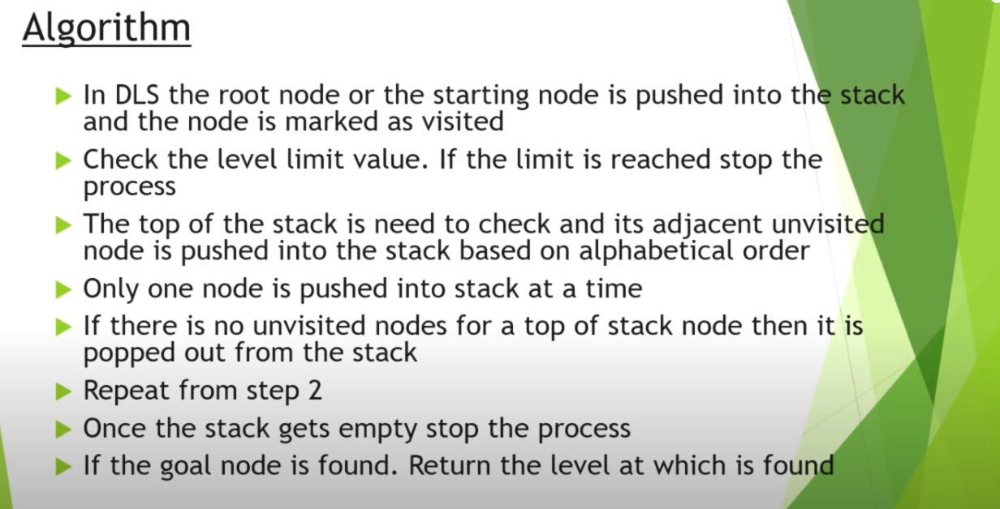 Algorithm
In DLS the root node or the starting node is pushed into the stack
and the node is marked as visited
Check the level limit value. If the limit is reached stop the
process
The top of the stack is need to check and its adjacent unvisited
node is pushed into the stack based on alphabetical order
Only one node is pushed into stack at a time
If there is no unvisited nodes for a top of stack node then it is
popped out from the stack
Repeat from step 2
Once the stack gets empty stop the process
If the goal node is found. Return the level at which is found